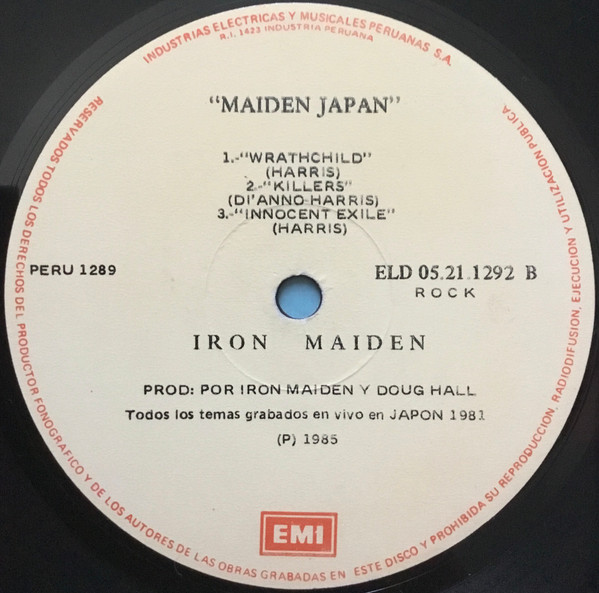 INDUSTRIAS ELECTRICAS Y MUSICALES PERUANAS S.A.
R.I. 1423 INDUSTRIA PERUANA
"MAIDEN JAPAN"
1.-"WRATHCHILD"
(HARRIS)
2.-"KILLERS"
(DI'ANNO-HARRIS)
3.-"INNOCENT EXILE"
(HARRIS)
PERU 1289
ELD 05.21.1292 B
ROCK
IRON MAIDEN
PROD: POR IRON MAIDEN Y DOUG HALL
Todos los temas grabados en vivo en JAPON 1981
(P) 1985
EMI
RESERVADOS TODOS LOS DERECHOS DEL PRODUCTOR FONOGRAFICO Y DE LOS AUTORES DE LAS OBRAS GRABADAS EN ESTE DISCO Y PROHIBIDA SU REPRODUCCION, RADIODIFUSION, EJECUCION Y UTILIZACION PUBLICA